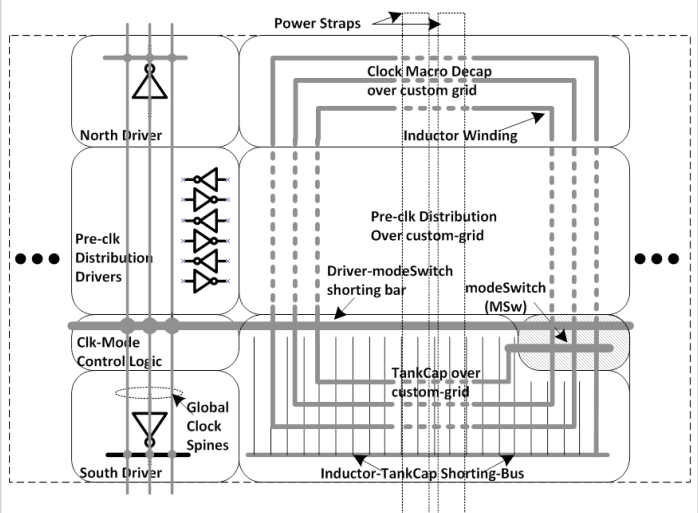 Power Straps
Clock Macro Decap
over custom grid
North Driver
Inductor Winding
Pre-clk
Distribution
Drivers
Pre-clk Distribution
Over custom-grid
Driver-modeSwitch
shorting bar
modeSwitch
(MSw)
Clk-Mode
Control Logic
TankCap over
custom-grid
Global
Clock
Spines
South Driver
Inductor-TankCap Shorting-Bus